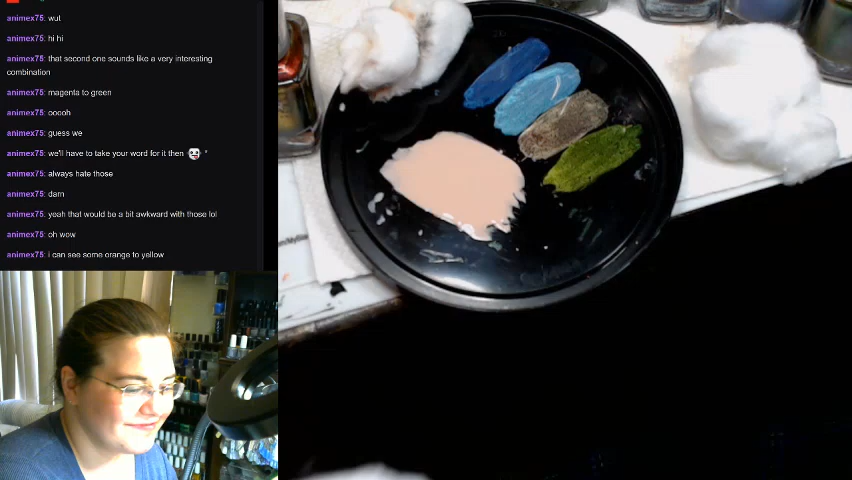 animex75: wut
animex75: hi hi
animex75: that second one sounds like a very interesting
combination
animex75: magenta to green
animex75: ooooh
animex75: guess we
animex75: we'll have to take your word for it then
animex75: always hate those
animex75: darn
animex75: yeah that would be a bit awkward with those lol
animex75: oh wow
animex75: i can see some orange to yellow